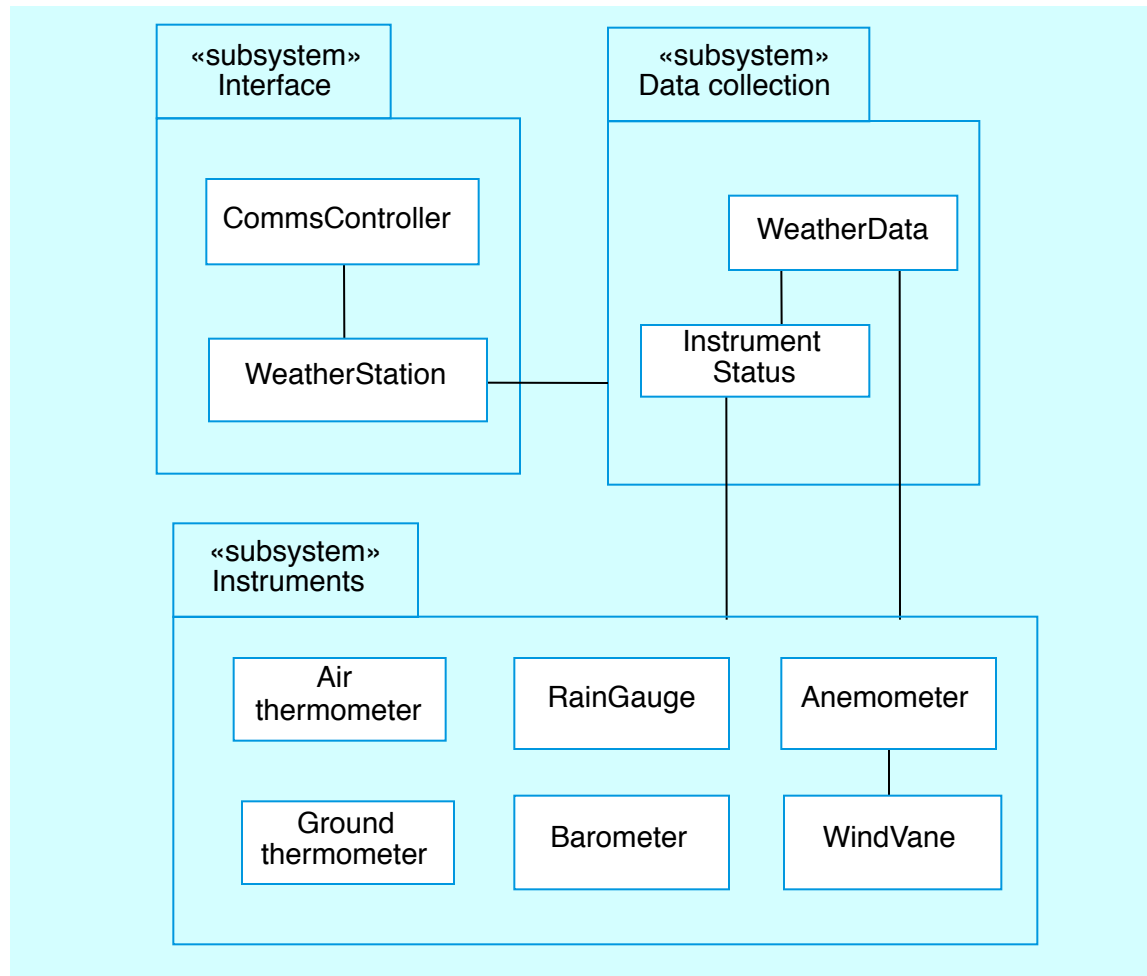 «subsystem»
Interface
CommsController
WeatherStation
«subsystem»
Data collection
WeatherData
Instrument
Status
«subsystem»
Instruments
Air
thermometer
RainGauge
Anemometer
Ground
thermometer
Barometer
WindVane